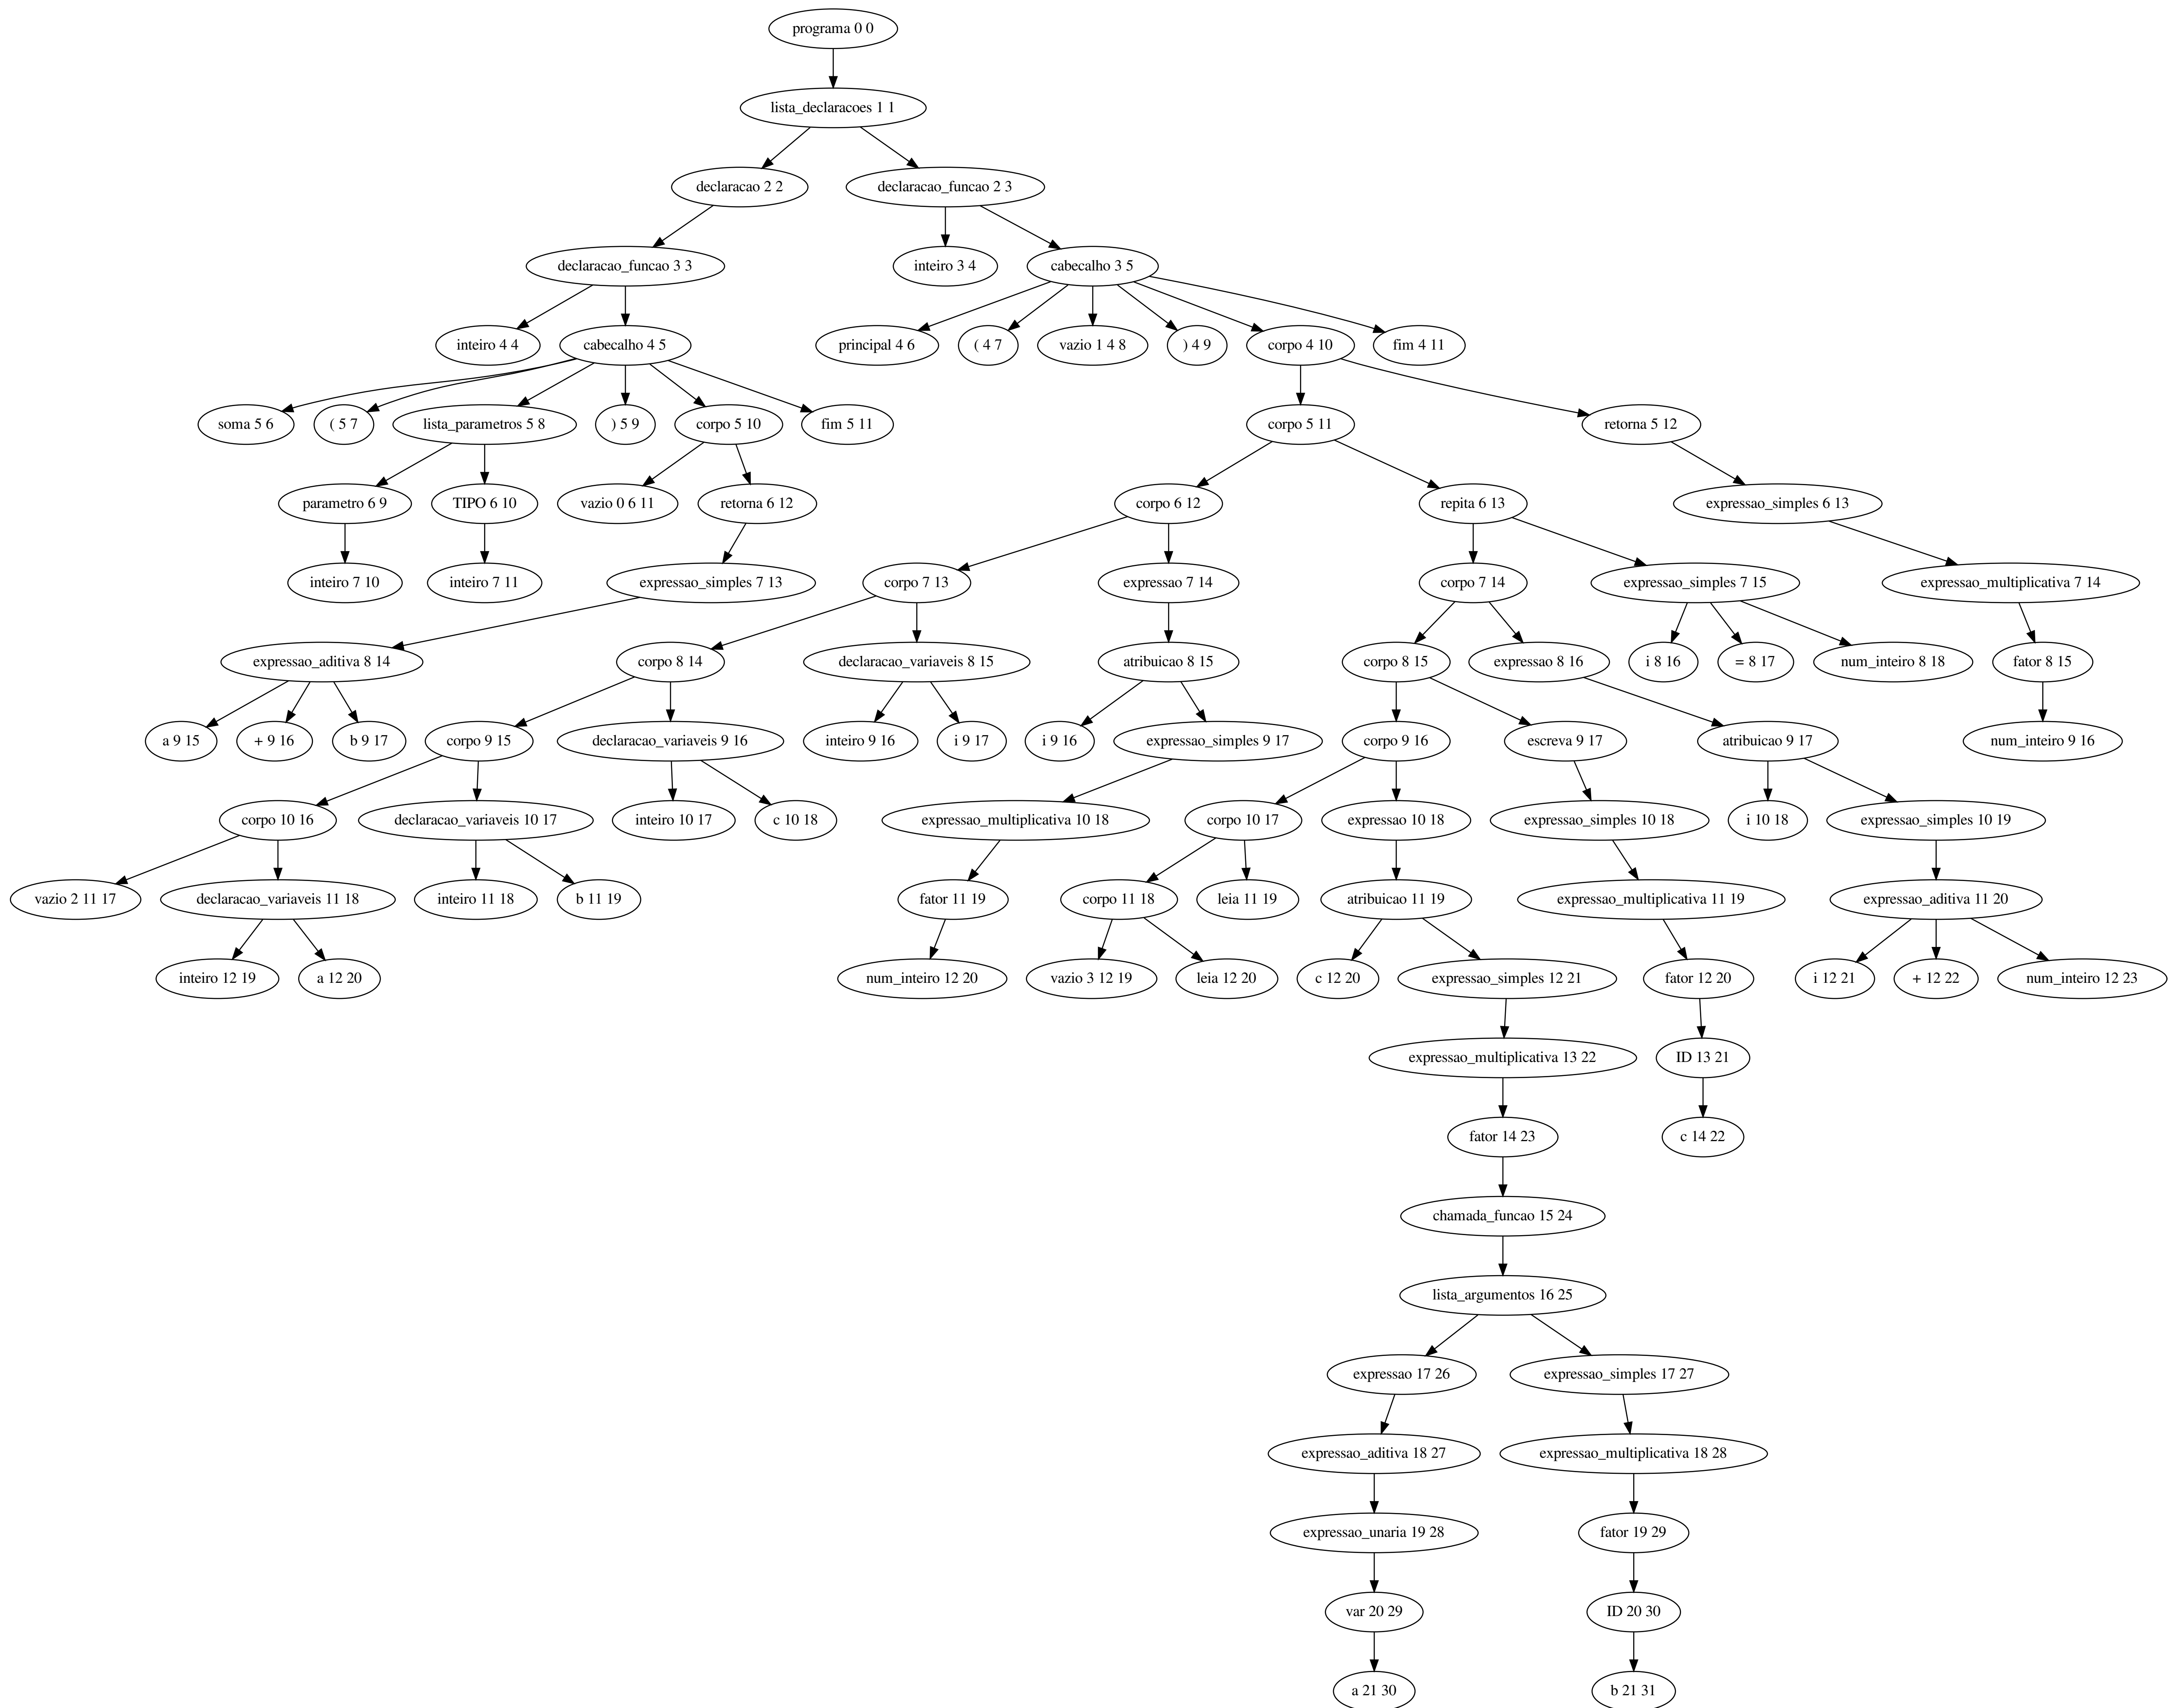 programa 0 0
lista_declaracoes 1 1
declaracao 2 2
declaracao_funcao 2 3
declaracao_funcao 3 3
inteiro 3 4
cabecalho 3 5
inteiro 4 4
cabecalho 4 5
principal 4 6
( 4 7
vazio 1 4 8
) 4 9
corpo 4 10
fim 4 11
soma 5 6
( 5 7
lista_parametros 5 8
) 5 9
corpo 5 10
fim 5 11
corpo 5 11
retorna 5 12
parametro 6 9
TIPO 6 10
vazio 0 6 11
retorna 6 12
corpo 6 12
repita 6 13
expressao_simples 6 13
inteiro 7 10
inteiro 7 11
expressao_simples 7 13
corpo 7 13
expressao 7 14
corpo 7 14
expressao_simples 7 15
expressao_multiplicativa 7 14
expressao_aditiva 8 14
corpo 8 14
declaracao_variaveis 8 15
atribuicao 8 15
corpo 8 15
expressao 8 16
i 8 16
= 8 17
num_inteiro 8 18
fator 8 15
a 9 15
+ 9 16
b 9 17
corpo 9 15
declaracao_variaveis 9 16
inteiro 9 16
i 9 17
i 9 16
expressao_simples 9 17
corpo 9 16
escreva 9 17
atribuicao 9 17
num_inteiro 9 16
corpo 10 16
declaracao_variaveis 10 17
inteiro 10 17
c 10 18
expressao_multiplicativa 10 18
corpo 10 17
expressao 10 18
expressao_simples 10 18
i 10 18
expressao_simples 10 19
vazio 2 11 17
declaracao_variaveis 11 18
inteiro 11 18
b 11 19
fator 11 19
corpo 11 18
leia 11 19
atribuicao 11 19
expressao_multiplicativa 11 19
expressao_aditiva 11 20
inteiro 12 19
a 12 20
num_inteiro 12 20
vazio 3 12 19
leia 12 20
c 12 20
expressao_simples 12 21
fator 12 20
i 12 21
+ 12 22
num_inteiro 12 23
expressao_multiplicativa 13 22
ID 13 21
fator 14 23
c 14 22
chamada_funcao 15 24
lista_argumentos 16 25
expressao 17 26
expressao_simples 17 27
expressao_aditiva 18 27
expressao_multiplicativa 18 28
expressao_unaria 19 28
fator 19 29
var 20 29
ID 20 30
a 21 30
b 21 31